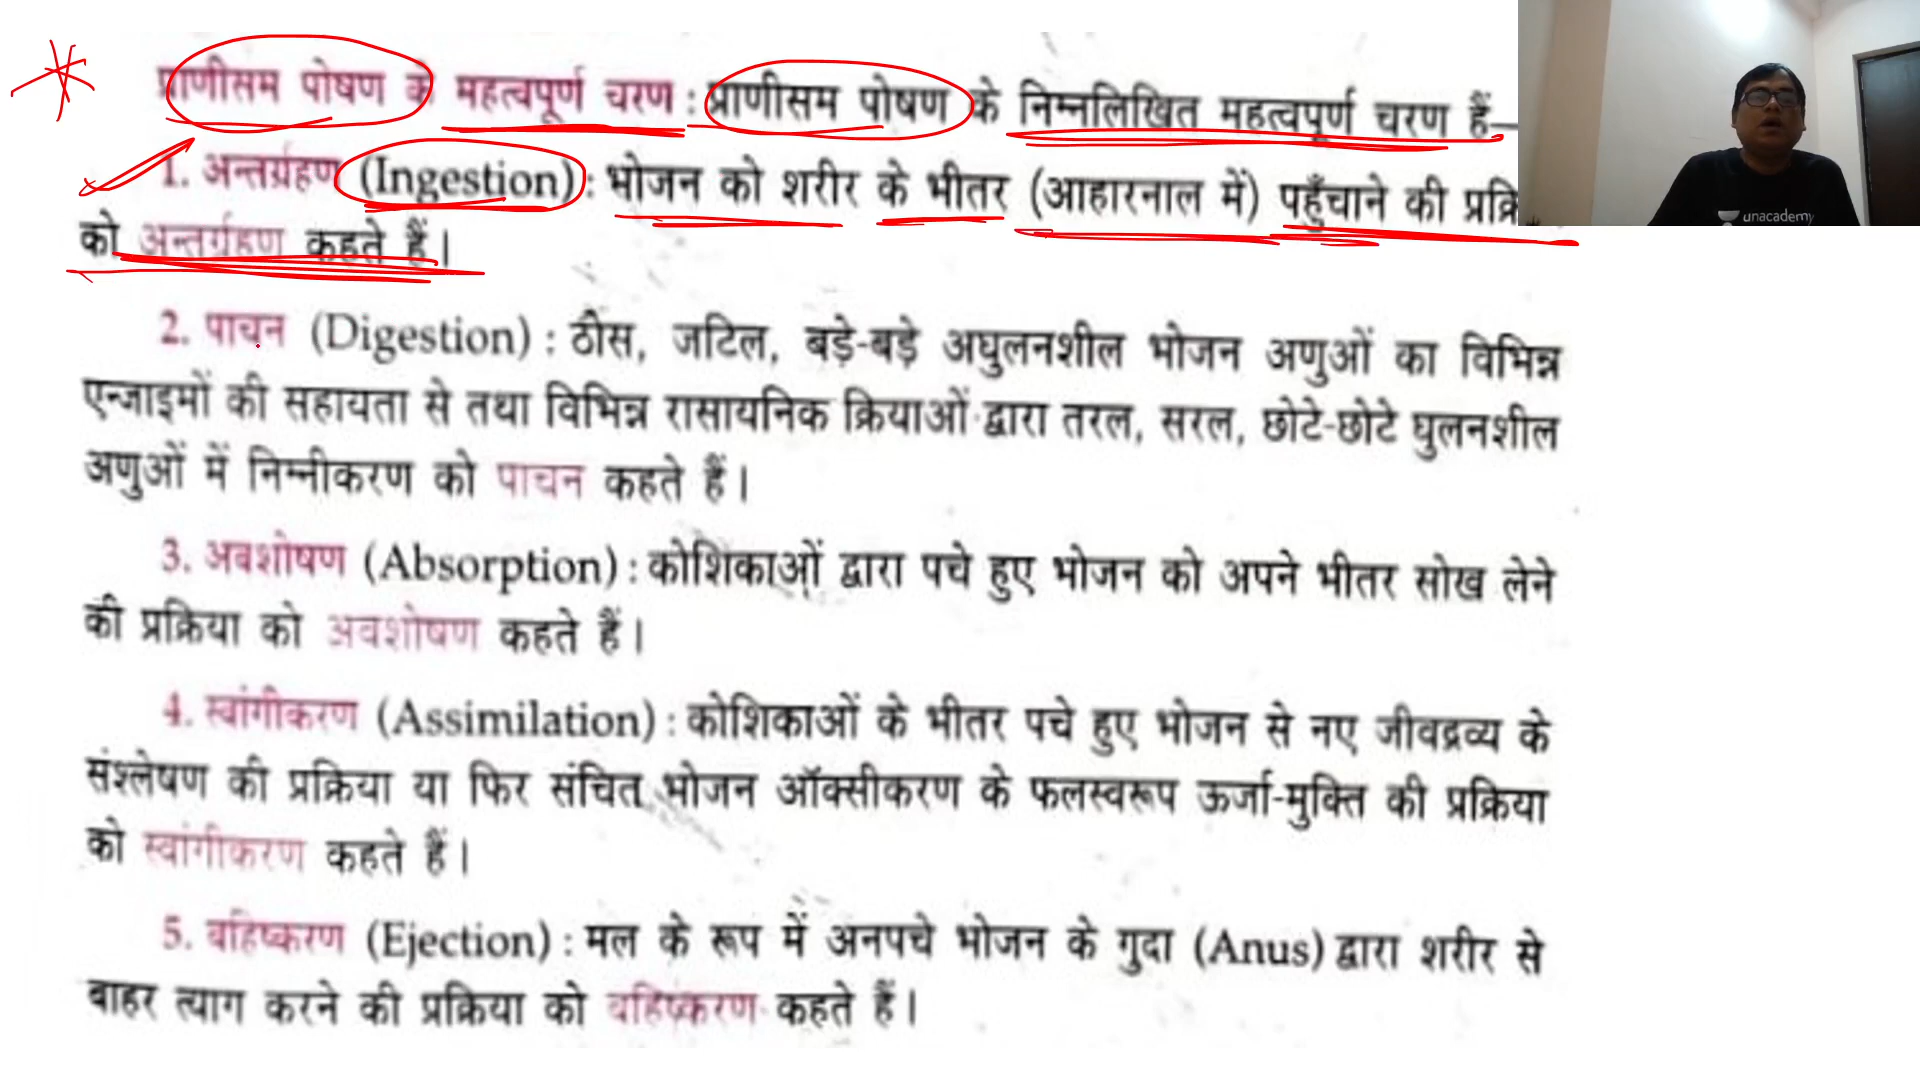 प्राणीसम पोषण के महत्वपूर्ण चरण : प्राणीसम पोषण के निम्नलिखित महत्वपूर्ण चरण हैं—
1. अन्तर्ग्रहण (Ingestion) : भोजन को शरीर के भीतर (आहारनाल में) पहुँचाने की
को अन्तर्ग्रहण कहते हैं।
2. पाचन (Digestion) : ठोस, जटिल, बड़े-बड़े अघुलनशील भोजन अणुओं का विभिन्न
एन्जाइमों की सहायता से तथा विभिन्न रासायनिक क्रियाओं द्वारा तरल, सरल, छोटे-छोटे घुलनशील
अणुओं में निम्नीकरण को पाचन कहते हैं।
3. अवशोषण (Absorption) : कोशिकाओं द्वारा पचे हुए भोजन को अपने भीतर सोख लेने
की प्रक्रिया को अवशोषण कहते हैं।
4. स्वांगीकरण (Assimilation) : कोशिकाओं के भीतर पचे हुए भोजन से नए जीवद्रव्य के
संश्लेषण की प्रक्रिया या फिर संचित भोजन ऑक्सीकरण के फलस्वरूप ऊर्जा-मुक्ति की प्रक्रिया
को स्वांगीकरण कहते हैं।
5. बहिष्करण (Ejection) : मल के रूप में अनपचे भोजन के गुदा (Anus) द्वारा शरीर से
बाहर त्याग करने की प्रक्रिया को बहिष्करण कहते हैं।
unacademy